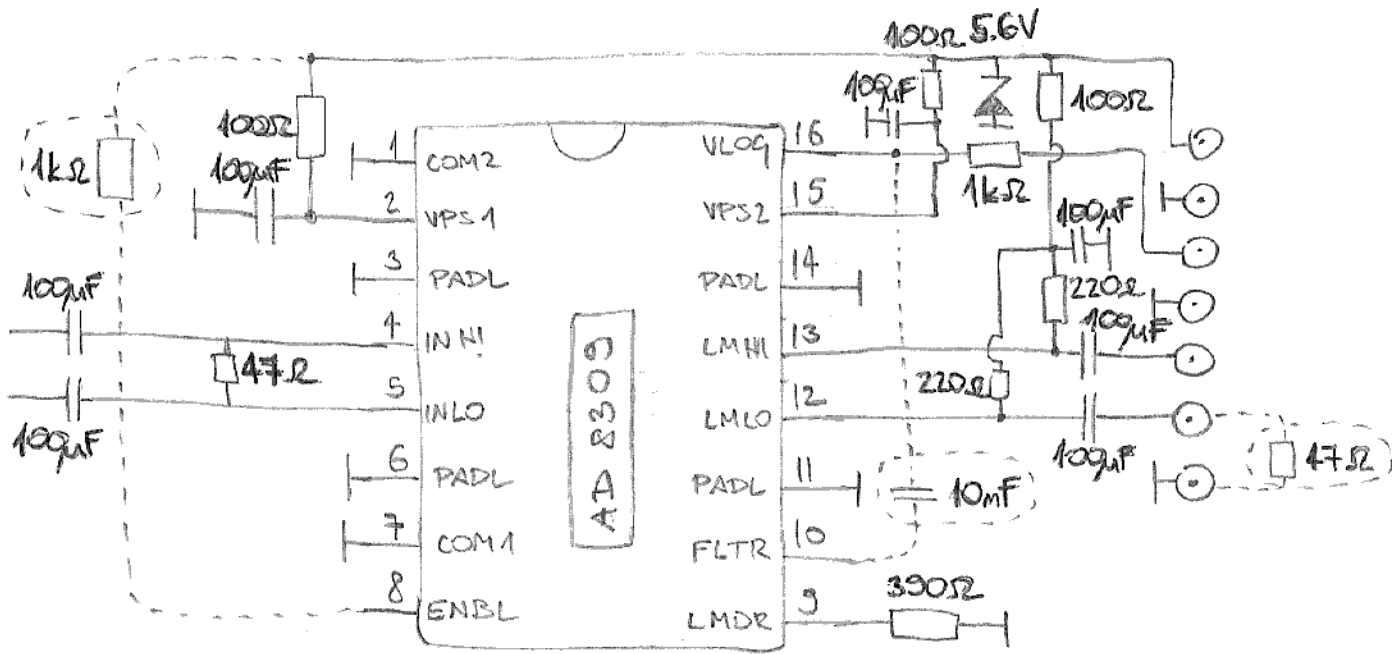 100Ω 5.6V
100µF
100Ω
100Ω
1kΩ
100µF
1 COM2
2 VPS1
3 PADL
4 INHI
5 INLO
6 PADL
7 COM1
8 ENBL
100µF
47Ω
100µF
AD8309
VLOG 16
VPS2 15
PADL 14
LMHI 13
LMLO 12
PADL 11
FLTR 10
LMDR 9
1kΩ
100µF
220Ω
100µF
220Ω
100µF
47Ω
10mF
390Ω